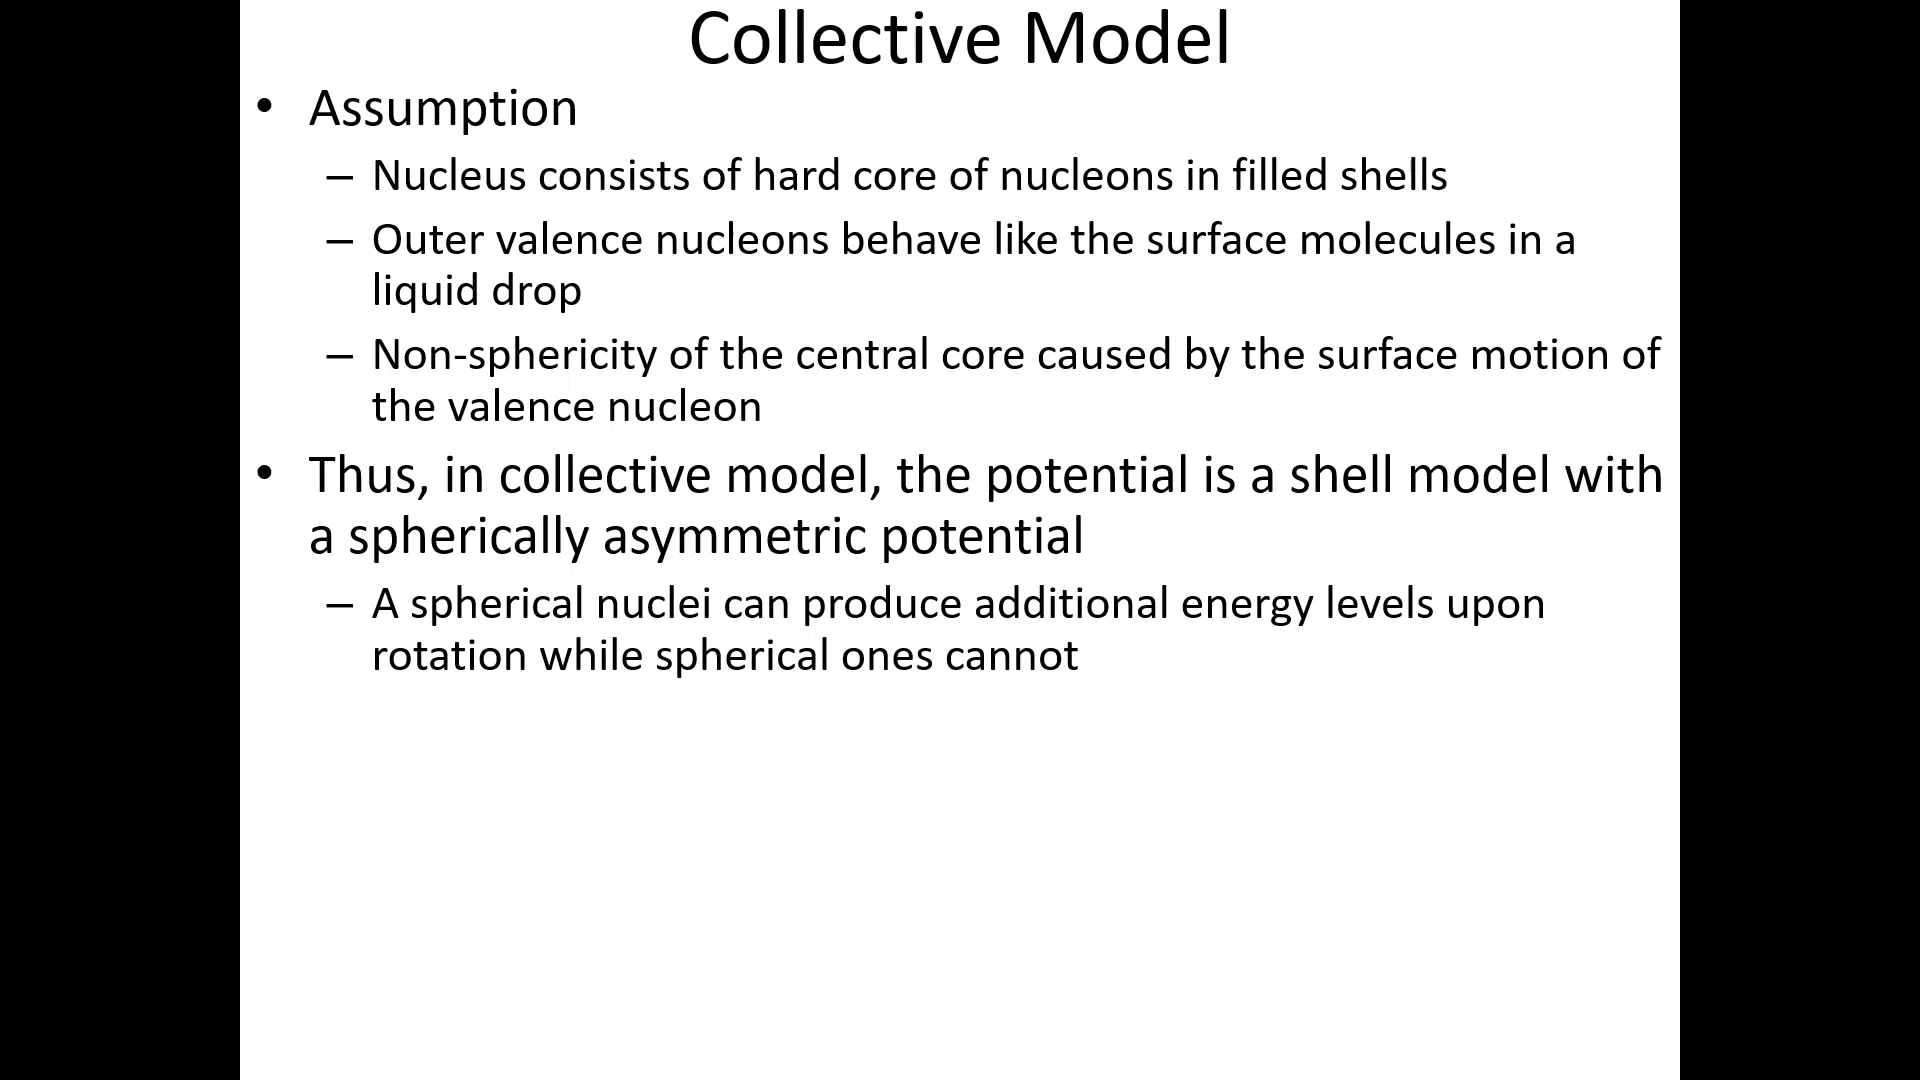 Collective Model
• Assumption
– Nucleus consists of hard core of nucleons in filled shells
– Outer valence nucleons behave like the surface molecules in a
liquid drop
– Non-sphericity of the central core caused by the surface motion of
the valence nucleon
• Thus, in collective model, the potential is a shell model with
a spherically asymmetric potential
– A spherical nuclei can produce additional energy levels upon
rotation while spherical ones cannot